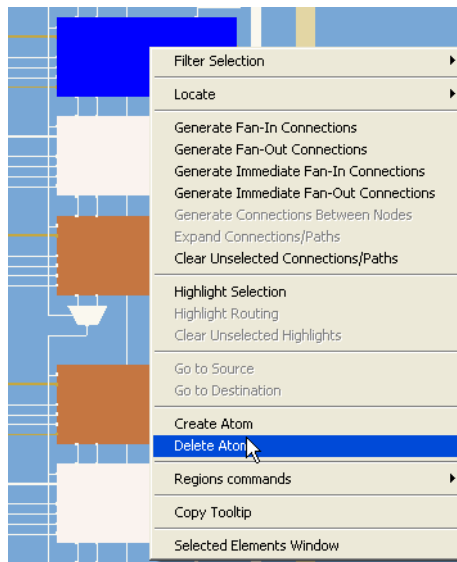 Filter Selection
Locate
Generate Fan-In Connections
Generate Fan-Out Connections
Generate Immediate Fan-In Connections
Generate Immediate Fan-Out Connections
Generate Connections Between Nodes
Expand Connections/Paths
Clear Unselected Connections/Paths
Highlight Selection
Highlight Routing
Clear Unselected Highlights
Go to Source
Go to Destination
Create Atom
Delete Atom
Regions commands
Copy Tooltip
Selected Elements Window